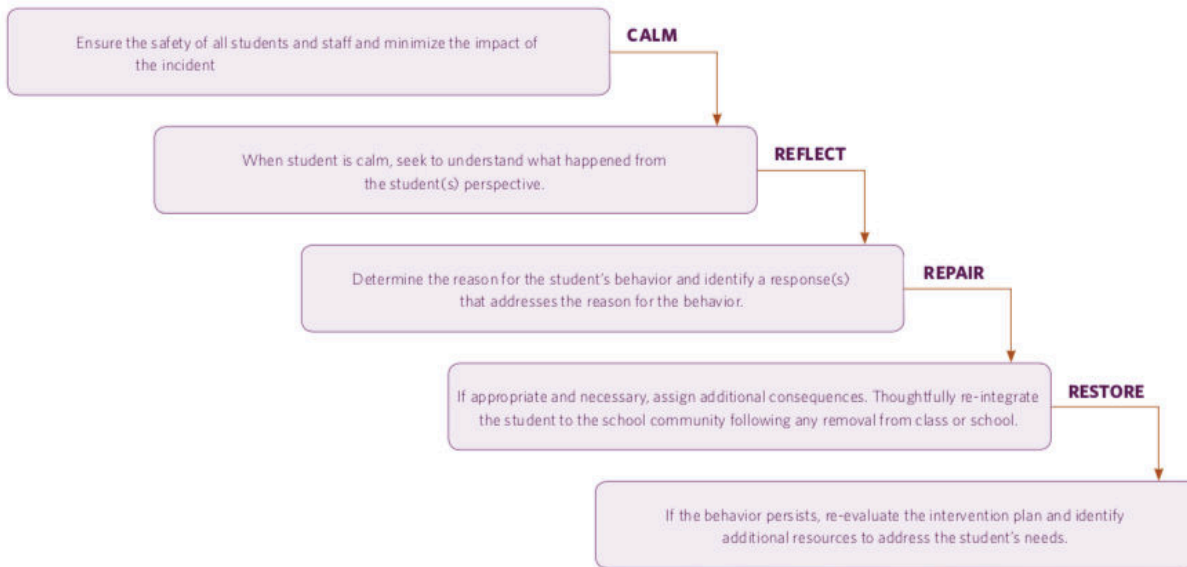 Ensure the safety of all students and staff and minimize the impact of
the incident
CALM
When student is calm, seek to understand what happened from
the student(s) perspective.
REFLECT
Determine the reason for the student's behavior and identify a response(s)
that addresses the reason for the behavior.
REPAIR
If appropriate and necessary, assign additional consequences. Thoughtfully re-integrate
the student to the school community following any removal from class or school.
RESTORE
If the behavior persists, re-evaluate the intervention plan and identify
additional resources to address the student's needs.